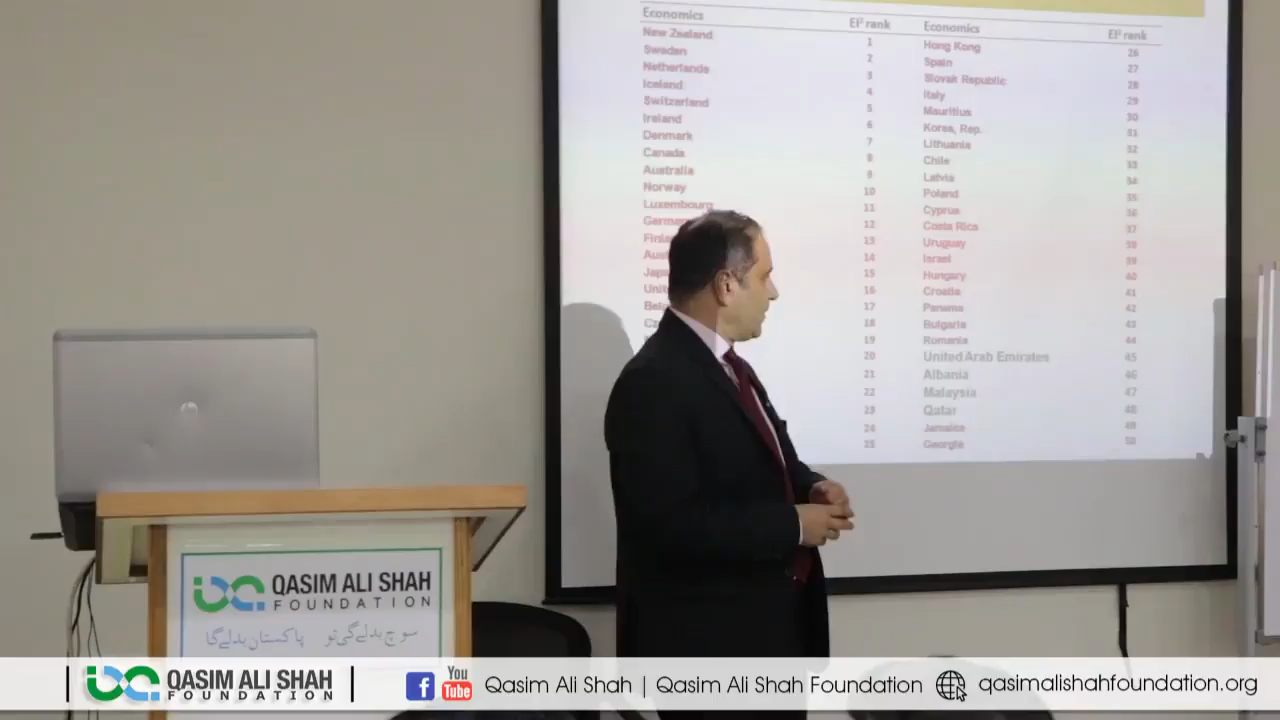 Economics EI² rank Economics EI² rank
New Zealand 1 Hong Kong 26
Sweden 2 Spain 27
Netherlands 3 Slovak Republic 28
Iceland 4 Italy 29
Switzerland 5 Mauritius 30
Ireland 6 Korea, Rep. 31
Denmark 7 Lithuania 32
Canada 8 Chile 33
Australia 9 Latvia 34
Norway 10 Poland 35
Luxembourg 11 Cyprus 36
12 Costa Rica 37
13 Uruguay 38
14 Israel 39
15 Hungary 40
16 Croatia 41
17 Panama 42
18 Bulgaria 43
19 Romania 44
20 United Arab Emirates 45
21 Albania 46
22 Malaysia 47
23 Qatar 48
24 Jamaica 49
25 Georgia 50
QASIM ALI SHAH
FOUNDATION
سوچ بدلے گی تو پاکستان بدلے گا
QASIM ALI SHAH
FOUNDATION
f You Tube Qasim Ali Shah | Qasim Ali Shah Foundation qasimalishahfoundation.org